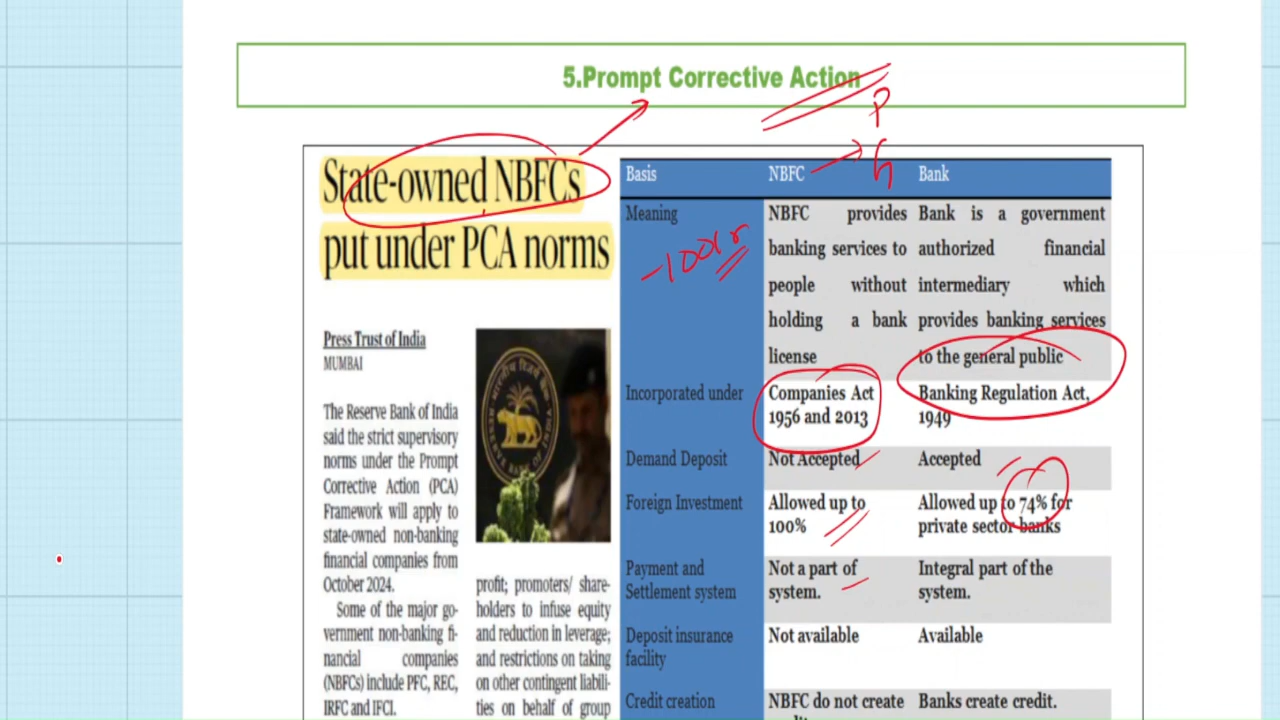 5.Prompt Corrective Action
P
G
State-owned NBFCs
put under PCA norms
Press Trust of India
MUMBAI
The Reserve Bank of India
said the strict supervisory
norms under the Prompt
Corrective Action (PCA)
Framework will apply to
state-owned non-banking
financial companies from
October 2024.
Some of the major go-
vernment non-banking fi-
nancial companies
(NBFCs) include PFC, REC,
IRFC and IFCI.
profit; promoters/ share-
holders to infuse equity
and reduction in leverage;
and restrictions on taking
on other contingent liabili-
ties on behalf of group
Basis NBFC Bank
Meaning
NBFC provides
banking services to
people without
holding a bank
license
Bank is a government
authorized financial
intermediary which
provides banking services
to the general public
Incorporated under
Companies Act
1956 and 2013
Banking Regulation Act,
1949
Demand Deposit Not Accepted Accepted
Foreign Investment
Allowed up to
100%
Allowed up to 74% for
private sector banks
Payment and
Settlement system
Not a part of
system.
Integral part of the
system.
Deposit insurance
facility
Not available
Available
Credit creation
NBFC do not create
Banks create credit.